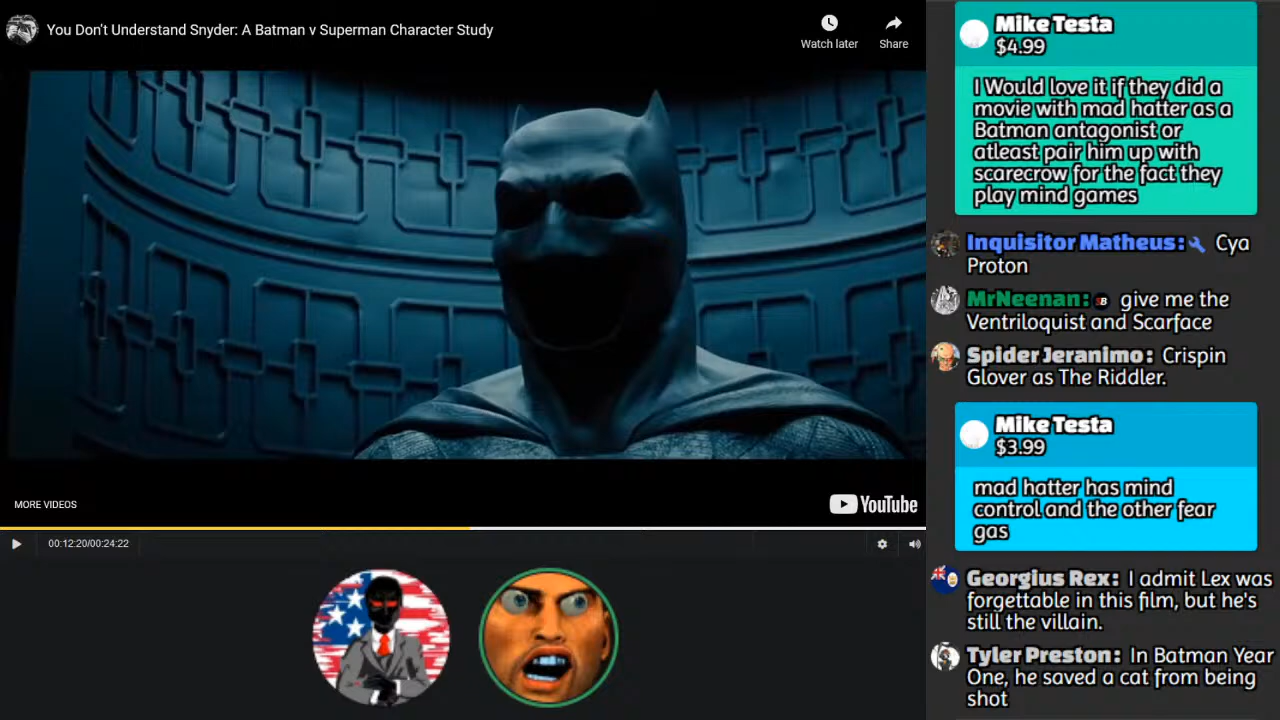 You Don't Understand Snyder: A Batman v Superman Character Study
Watch later
Share
MORE VIDEOS
YouTube
00:12:20/00:24:22
Mike Testa
$4.99
I Would love it if they did a
movie with mad hatter as a
Batman antagonist or
atleast pair him up with
scarecrow for the fact they
play mind games
Inquisitor Matheus: Cya
Proton
MrNeenan: give me the
Ventriloquist and Scarface
Spider Jeranimo: Crispin
Glover as The Riddler.
Mike Testa
$3.99
mad hatter has mind
control and the other fear
gas
Georgius Rex: I admit Lex was
forgettable in this film, but he's
still the villain.
Tyler Preston: In Batman Year
One, he saved a cat from being
shot